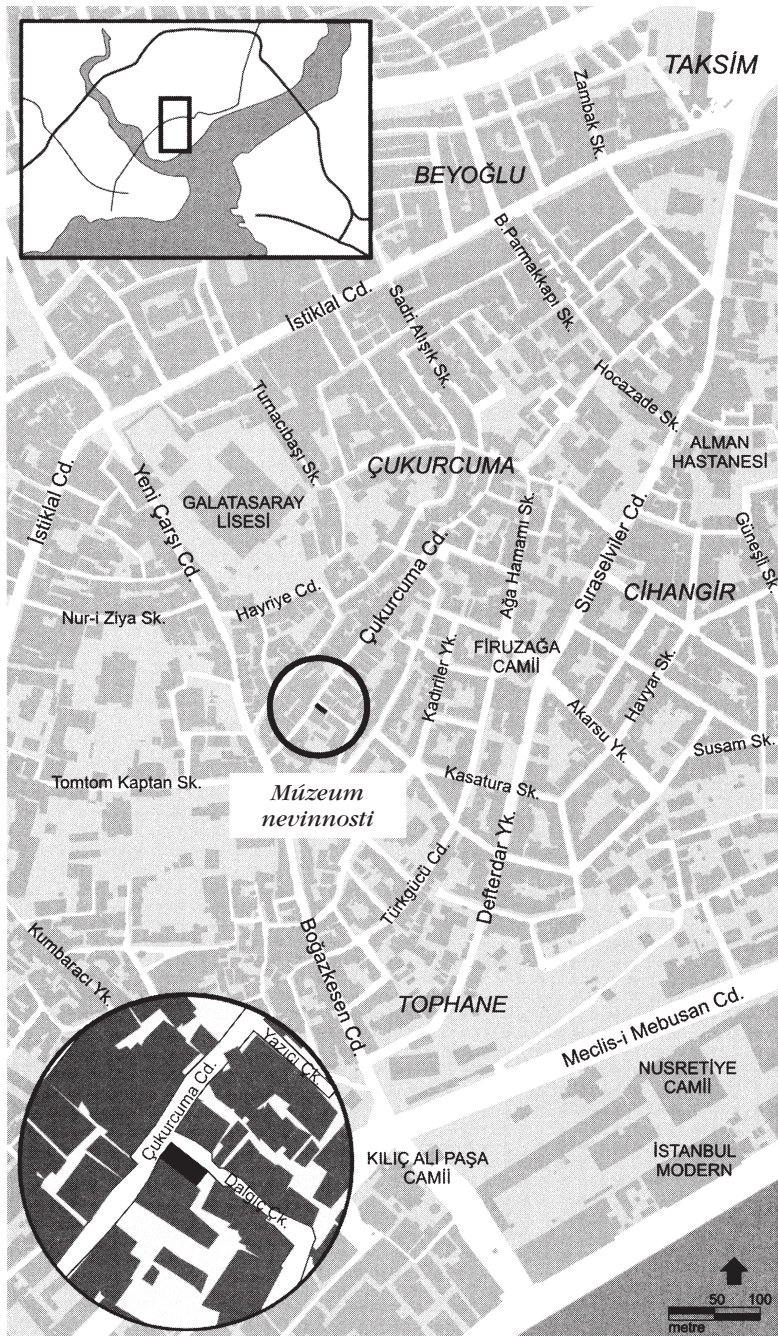 TAKSİM
Zambak Sk.
BEYOĞLU
B.Parmakkapı Sk.
İstiklal Cd.
Sadri Alışık Sk.
Hocazade Sk.
Turnacıbaşı Sk.
ALMAN
HASTANESİ
ÇUKURCUMA
İstiklal Cd.
Yeni Çarşı Cd
GALATASARAY
LİSESİ
Ağa Hamamı Sk.
Sıraselviler Cd.
Güneşli Sk.
Çukurcuma Cd.
CİHANGİR
Hayriye Cd.
Nur-i Ziya Sk.
Kadiriler Yk.
FİRUZAĞA
CAMİİ
Havyar Sk.
Akarsu Yk.
Susam Sk.
Tomtom Kaptan Sk.
Kasatura Sk.
Múzeum
nevinnosti
Türkgücü Cd.
Defterdar Yk.
Kumbaracı Yk.
Boğazkesen Cd.
TOPHANE
Meclis-i Mebusan Cd.
NUSRETİYE
CAMİİ
KILIÇ ALİ PAŞA
CAMİİ
İSTANBUL
MODERN
Yazıcı Çk.
Çukurcuma Cd.
Dalgıç Çk.
50 100
metre